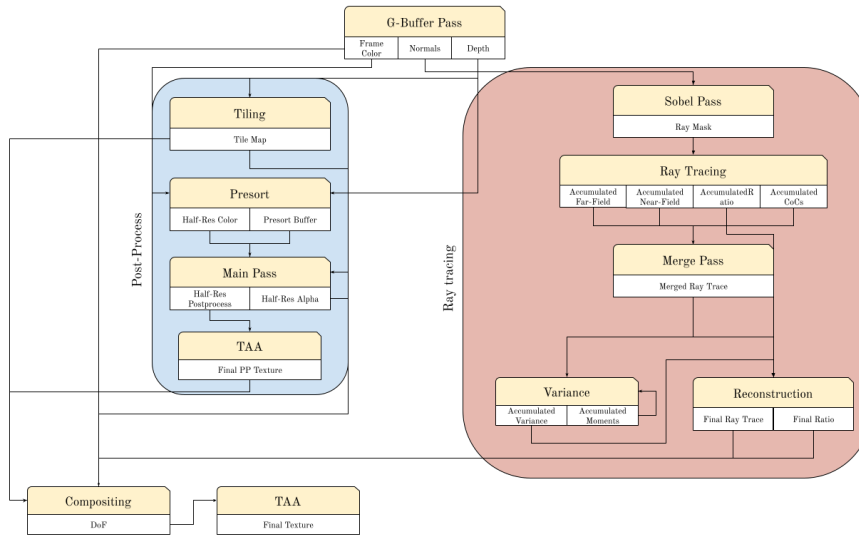 G-Buffer Pass
Frame
Color
Normals
Depth
Post-Process
Tiling
Tile Map
Presort
Half-Res Color
Presort Buffer
Main Pass
Half-Res
Postprocess
Half-Res Alpha
TAA
Final PP Texture
Ray tracing
Sobel Pass
Ray Mask
Ray Tracing
Accumulated
Far-Field
Accumulated
Near-Field
AccumulatedR
atio
Accumulated
CoCs
Merge Pass
Merged Ray Trace
Variance
Accumulated
Variance
Accumulated
Moments
Reconstruction
Final Ray Trace
Final Ratio
Compositing
DoF
TAA
Final Texture